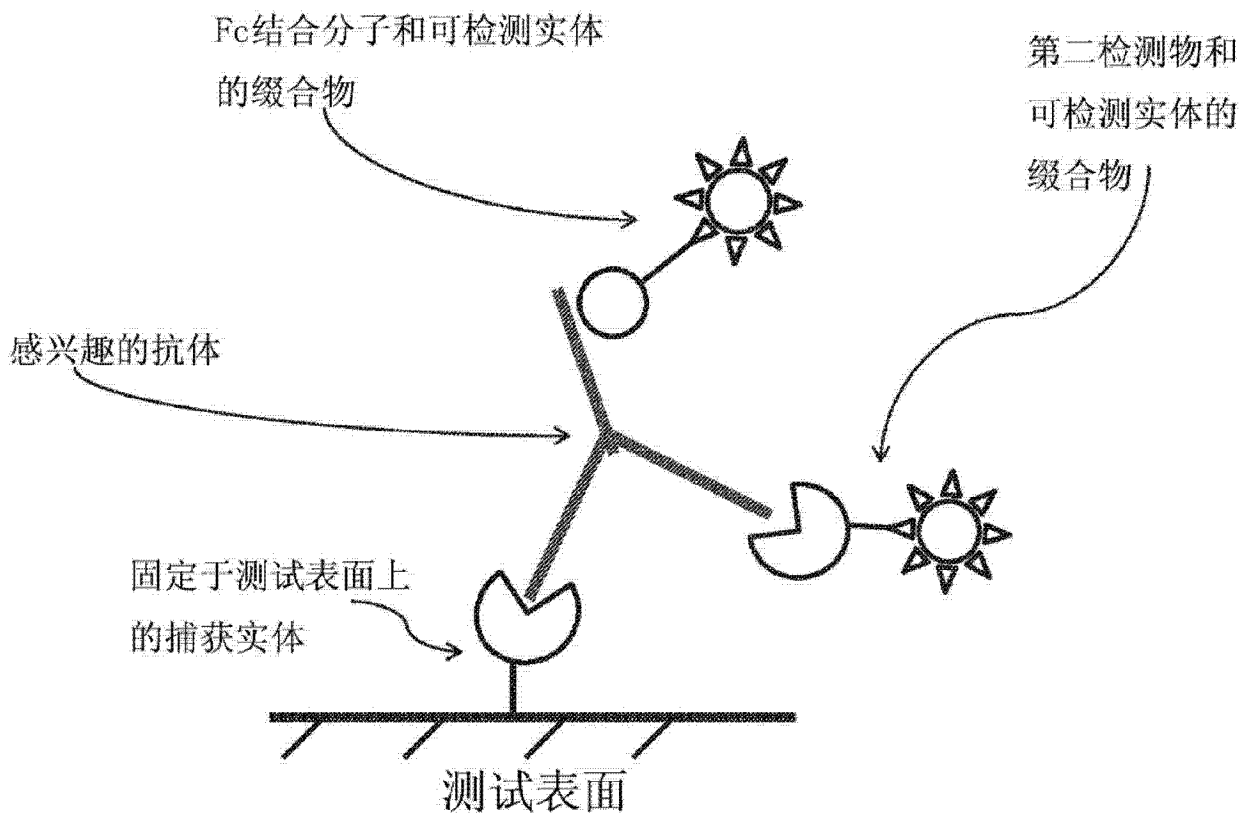 Fc结合分子和可检测实体
的缀合物
第二检测物和
可检测实体的
缀合物
感兴趣的抗体
固定于测试表面上
的捕获实体
测试表面